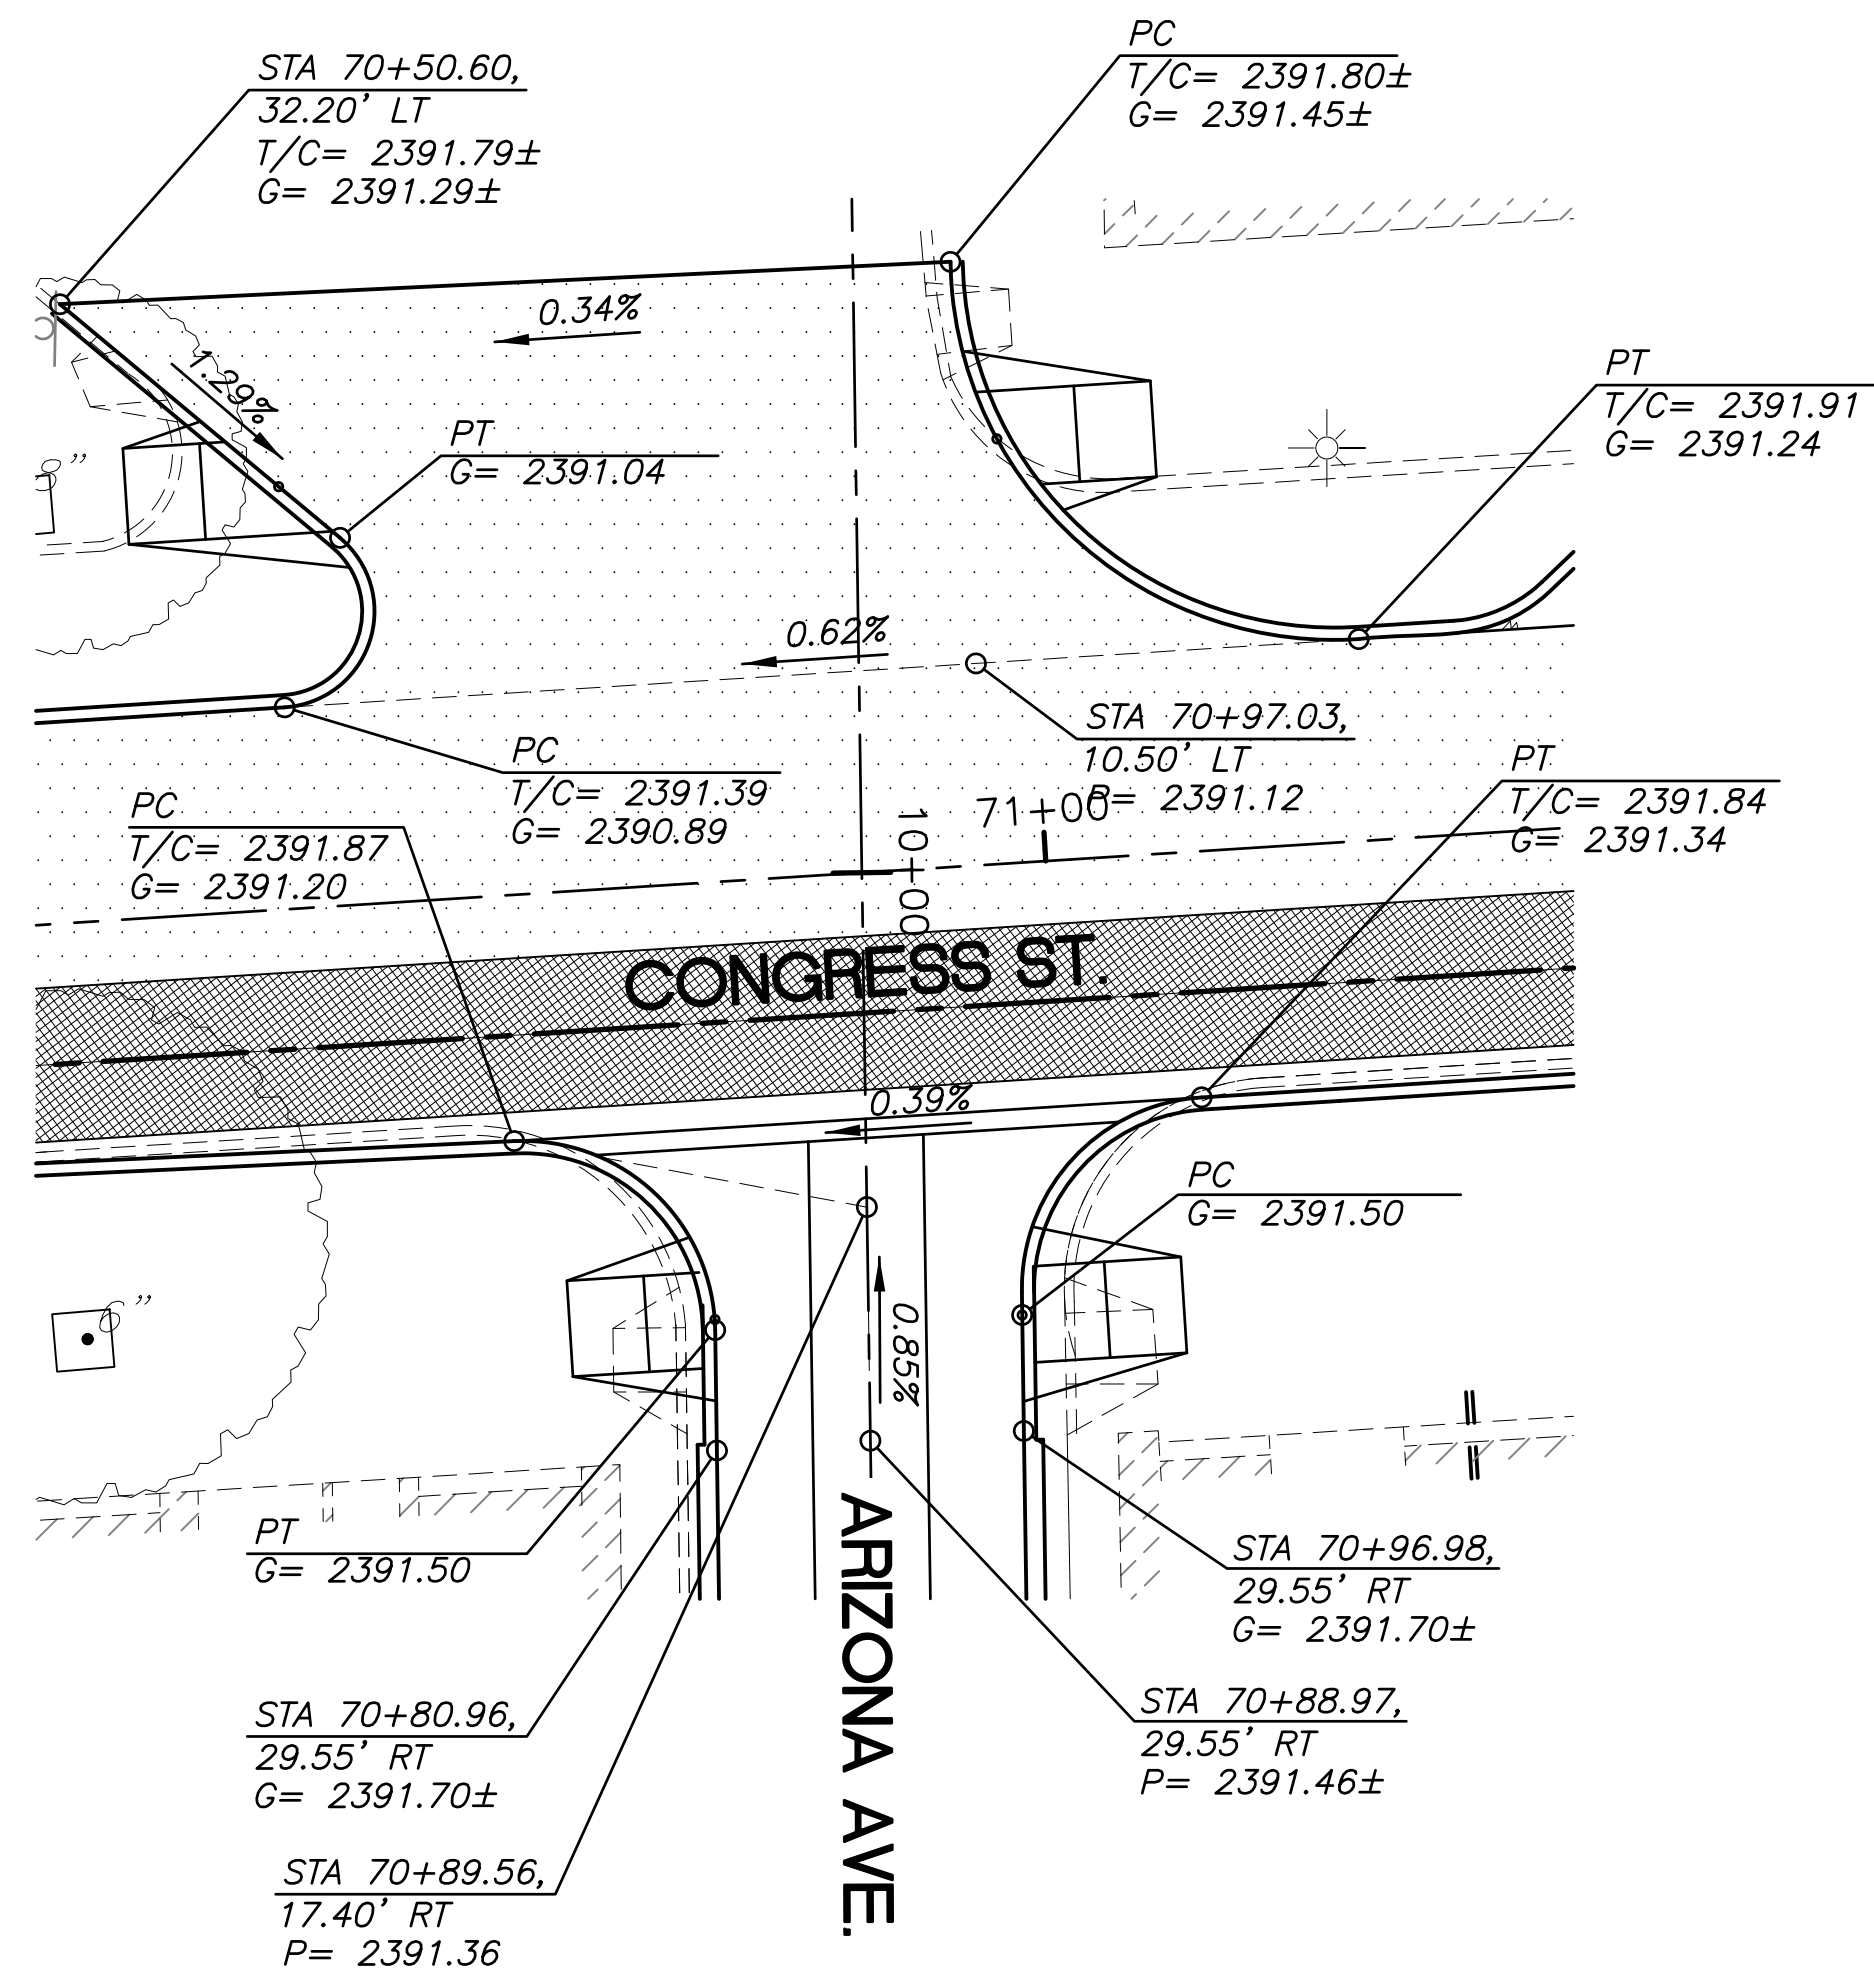 PC
T/C= 2391.80±
G= 2391.45±
STA 70+50.60,
32.20' LT
T/C= 2391.79±
G= 2391.29±
0.34%
1.29%
PT
T/C= 2391.91
G= 2391.24
PT
G= 2391.04
0.62%
STA 70+97.03,
10.50' LT
P= 2391.12
PC
T/C= 2391.39
G= 2390.89
PT
T/C= 2391.84
G= 2391.34
PC
T/C= 2391.87
G= 2391.20
71+00
10+00
CONGRESS ST.
0.39%
PC
G= 2391.50
0.85%
PT
G= 2391.50
STA 70+96.98,
29.55' RT
G= 2391.70±
ARIZONA AVE.
STA 70+80.96,
29.55' RT
G= 2391.70±
STA 70+88.97,
29.55' RT
P= 2391.46±
STA 70+89.56,
17.40' RT
P= 2391.36